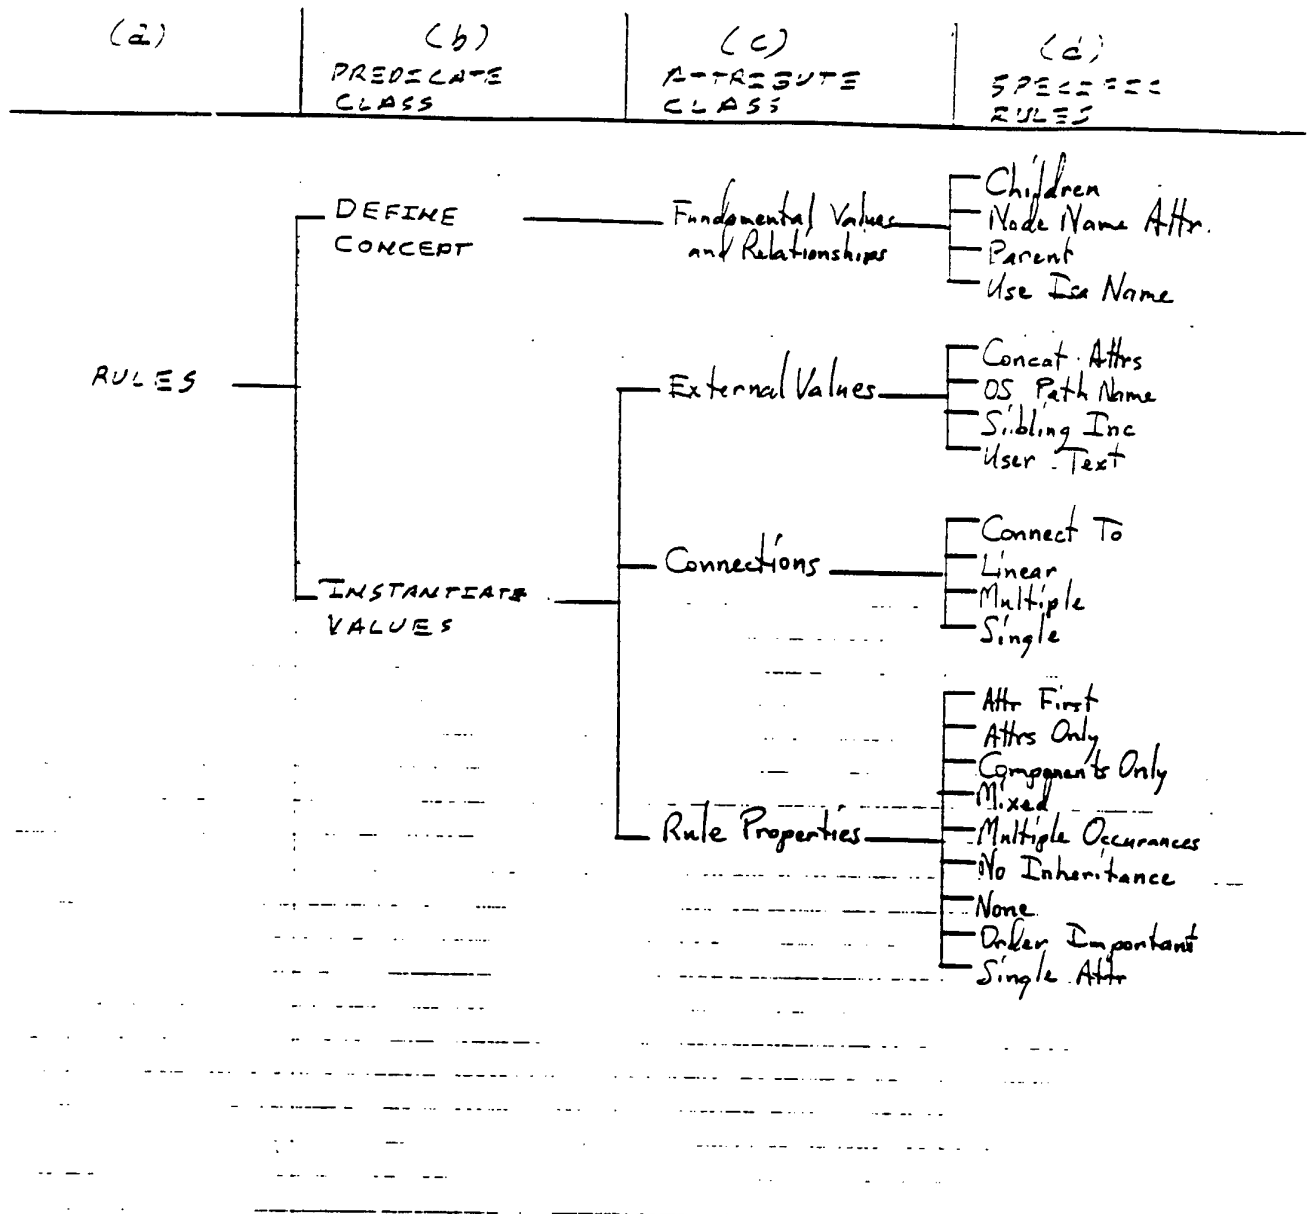 (a)
(b)
PREDICATE
CLASS
(c)
ATTRIBUTE
CLASS
(d)
SPECIFIC
RULES
RULES
DEFINE
CONCEPT
Fundamental Values
and Relationships
Children
Node Name Attr.
Parent
Use Isa Name
INSTANTIATE
VALUES
External Values
Concat Attrs
OS Path Name
Sibling Inc
User Text
Connections
Connect To
Linear
Multiple
Single
Rule Properties
Attr First
Attrs Only
Components Only
Mixed
Multiple Occurances
No Inheritance
None
Order Important
Single Attr